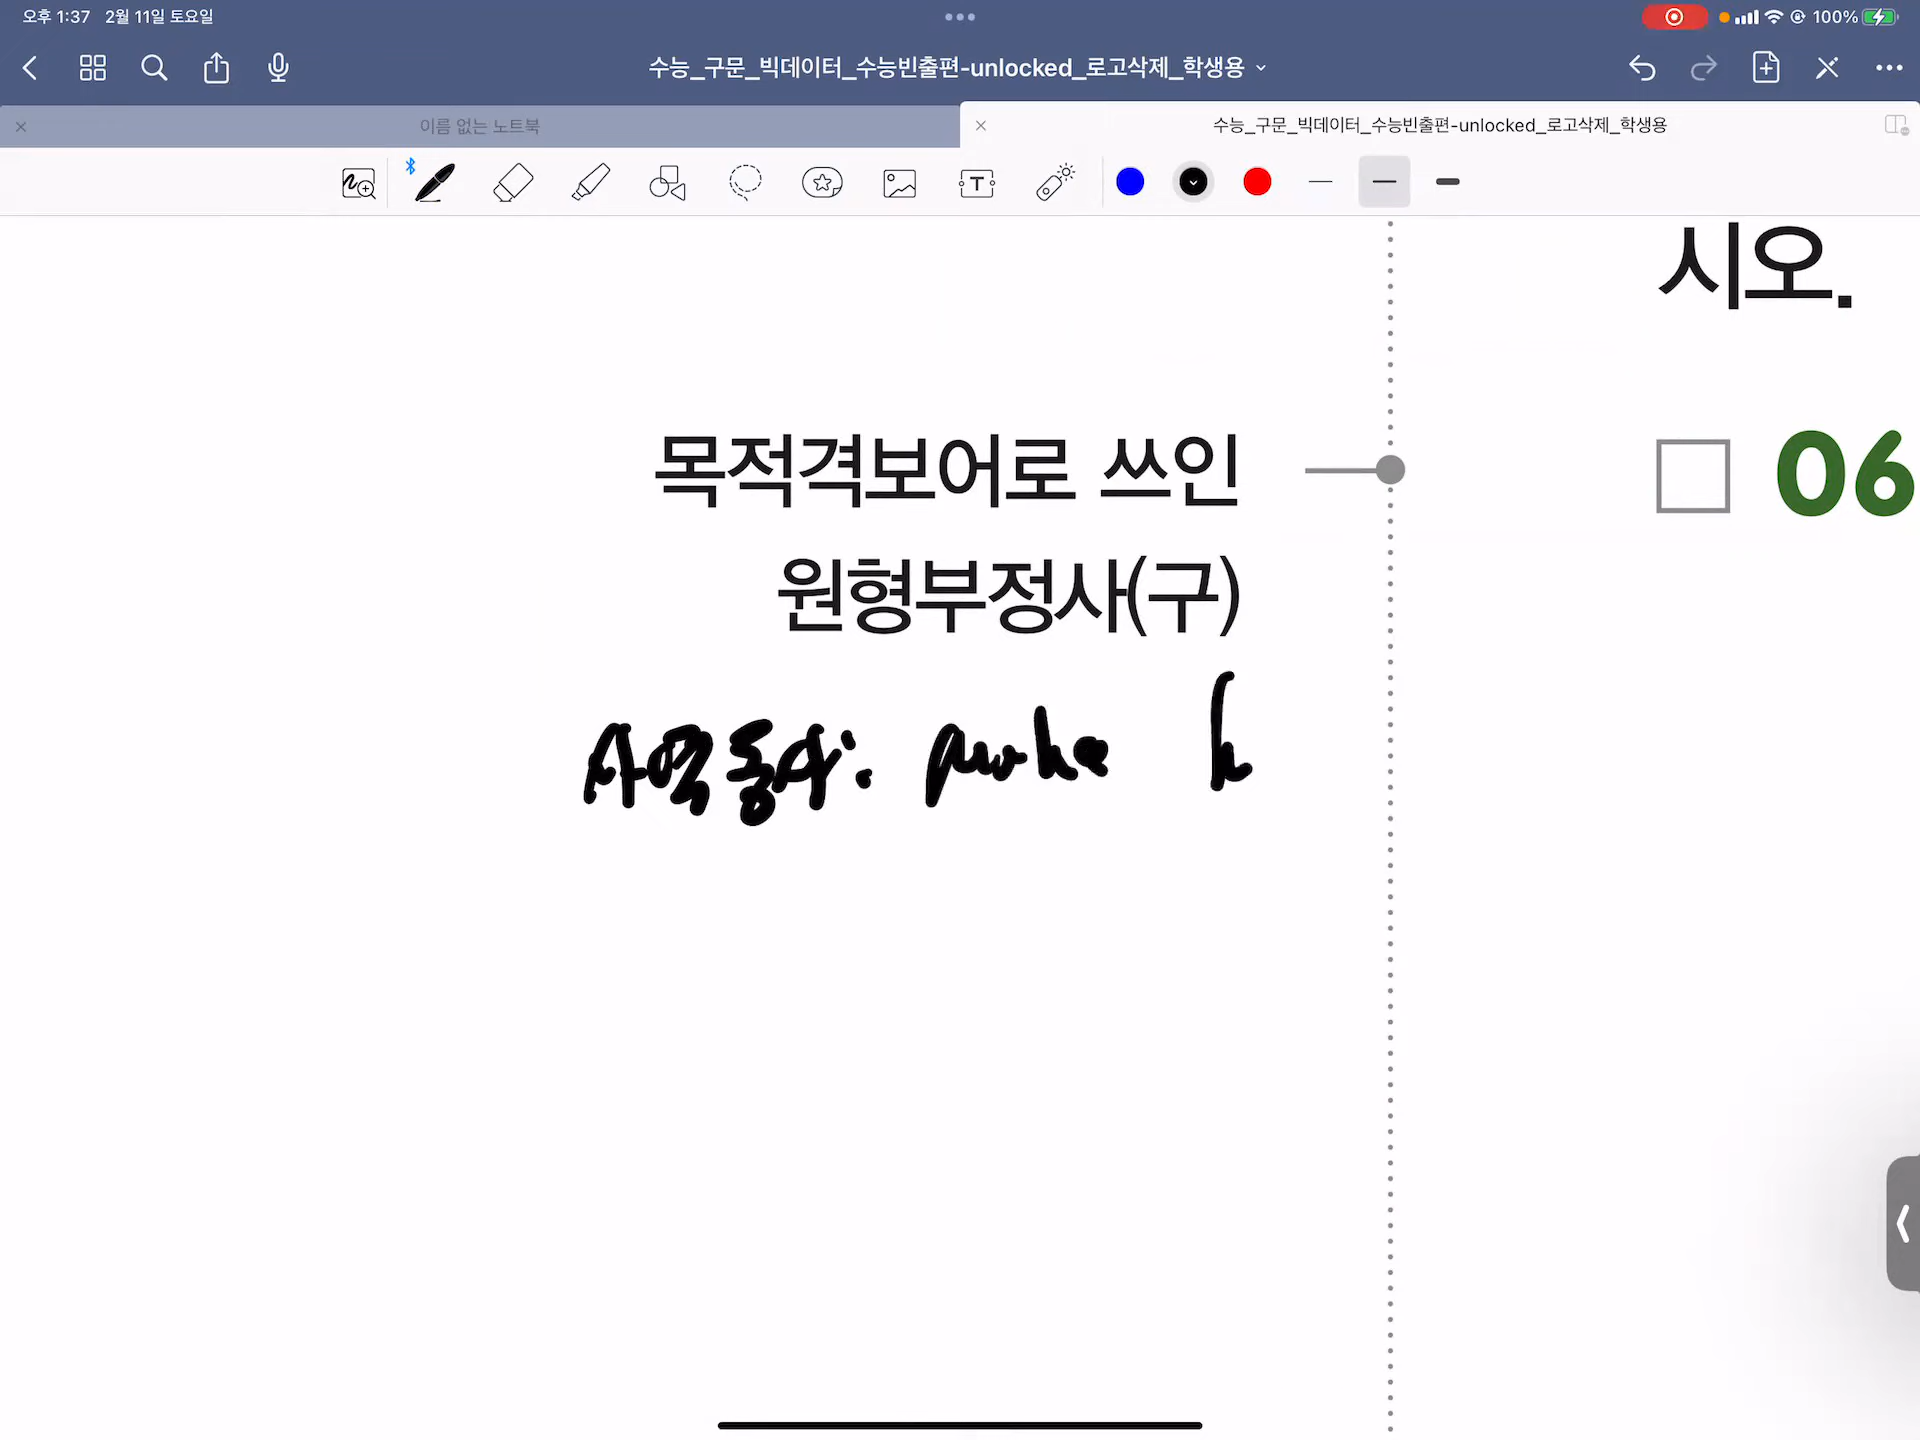 오후 1:37 2월 11일 토요일
100%
수능_구문_빅데이터_수능빈출편-unlocked_로고삭제_학생용
이름 없는 노트북
수능_구문_빅데이터_수능빈출편-unlocked_로고삭제_학생용
시오.
목적격보어로 쓰인
원형부정사(구)
06
사역동사: make h